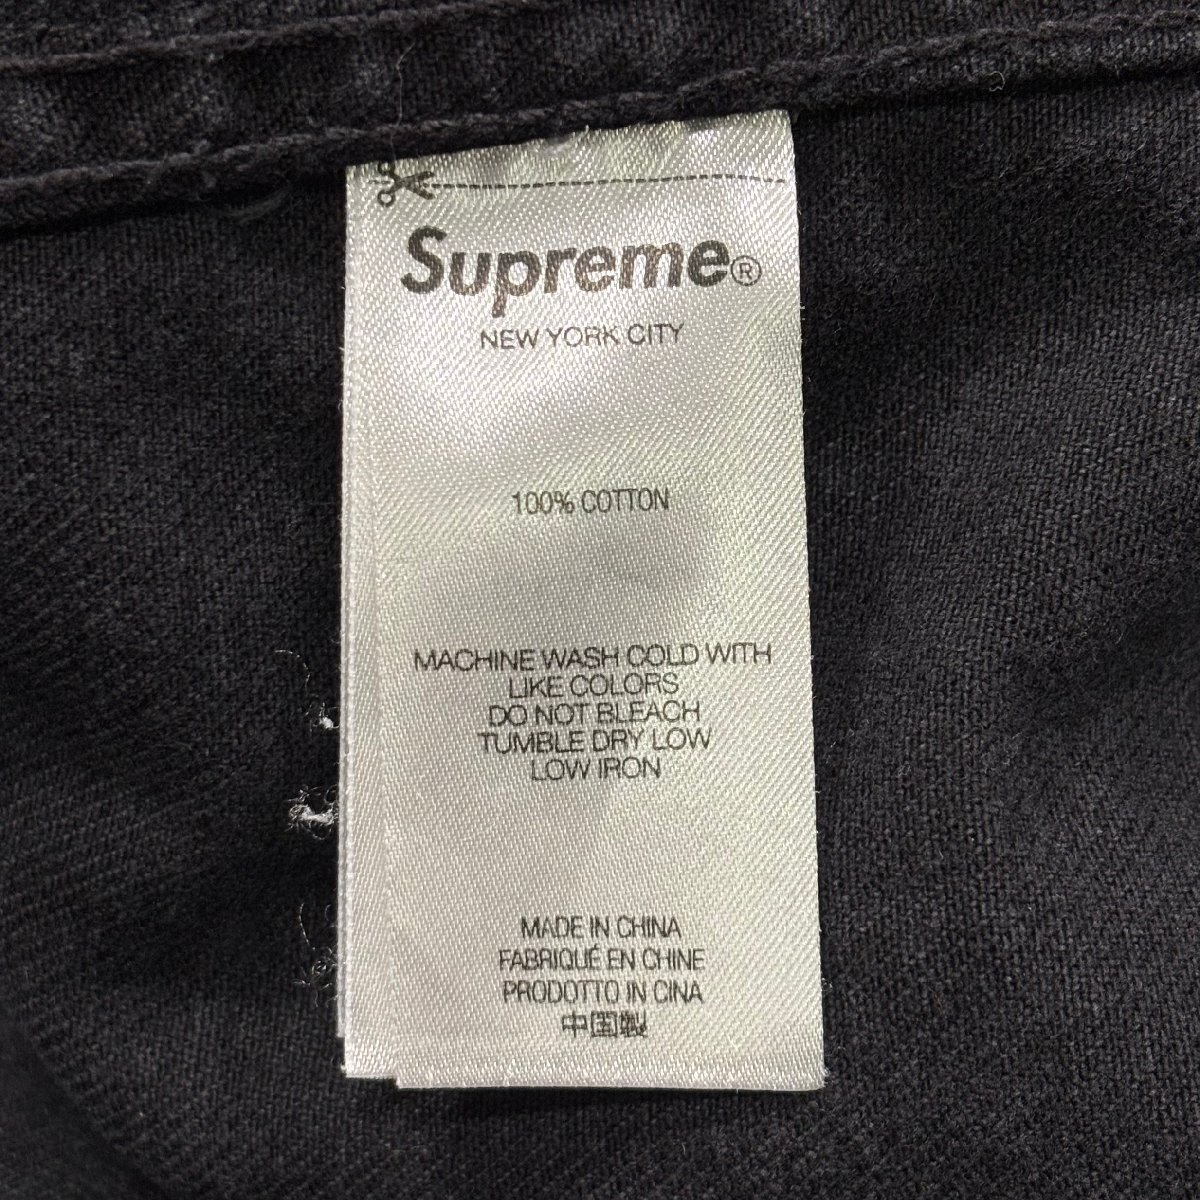 Supreme®
NEW YORK CITY
100% COTTON
MACHINE WASH COLD WITH
LIKE COLORS
DO NOT BLEACH
TUMBLE DRY LOW
LOW IRON
MADE IN CHINA
FABRIQUÉ EN CHINE
PRODOTTO IN CINA
中国製